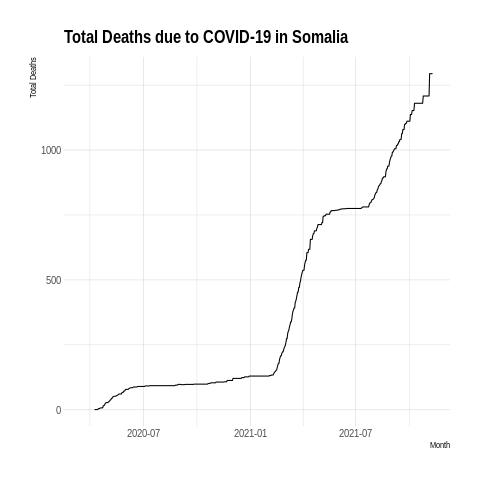 Total Deaths due to COVID-19 in Somalia
Total Deaths
1000
500
0
2020-07
2021-01
2021-07
Month